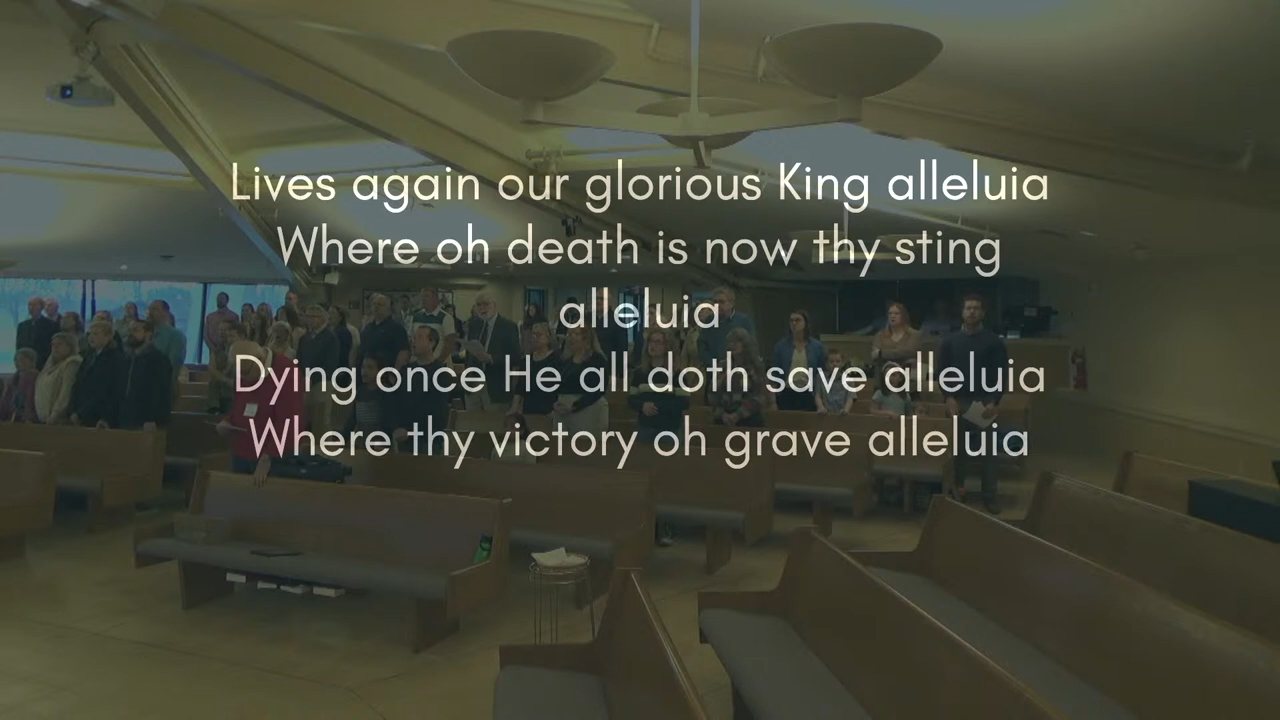 Lives again our glorious King alleluia
Where oh death is now thy sting
alleluia
Dying once He all doth save alleluia
Where thy victory oh grave alleluia